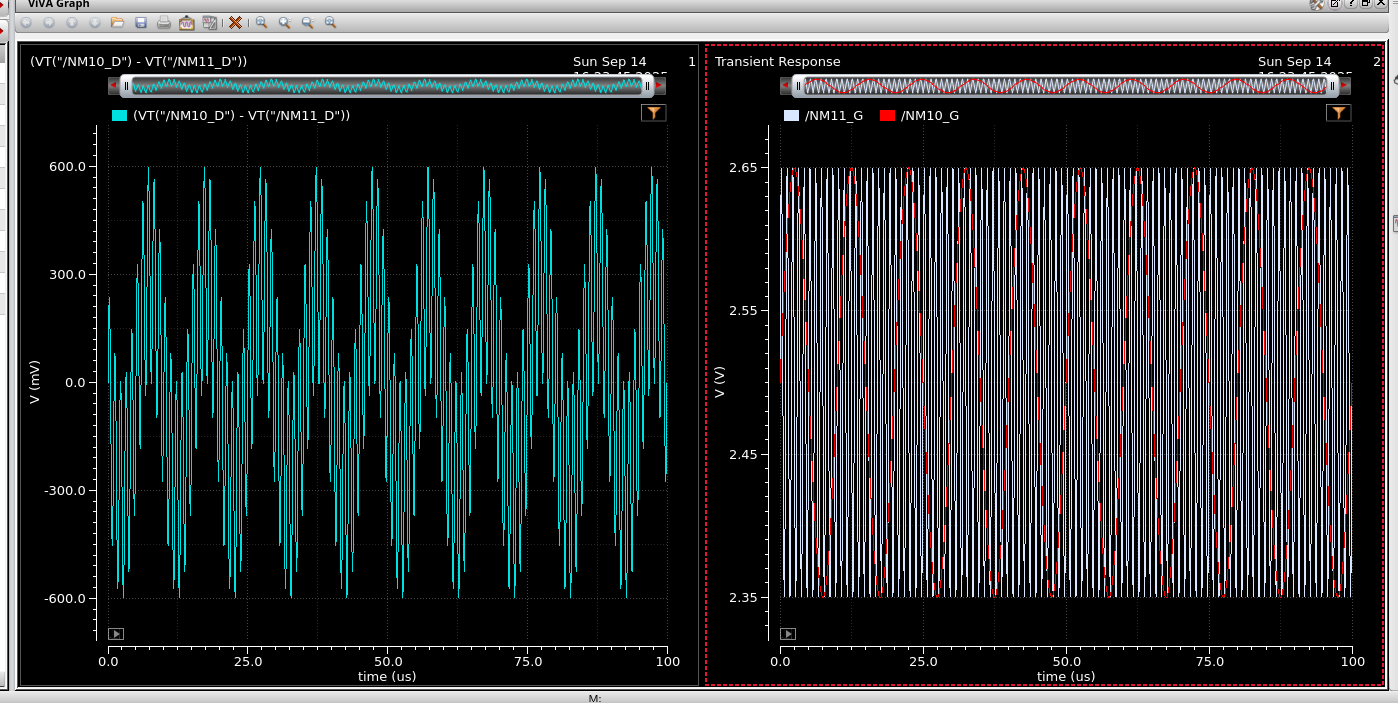 ViVA Graph
(VT("/NM10_D") - VT("/NM11_D"))
Sun Sep 14
1
(VT("/NM10_D") - VT("/NM11_D"))
600.0
300.0
0.0
-300.0
-600.0
V (mV)
0.0 25.0 50.0 75.0 100
time (us)
Transient Response
Sun Sep 14
2
/NM11_G /NM10_G
2.65
2.55
2.45
2.35
V (V)
0.0 25.0 50.0 75.0 100
time (us)
M: